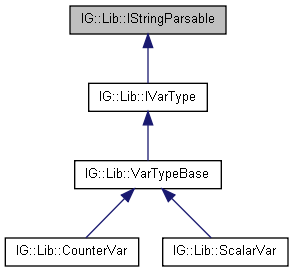 IG::Lib::IStringParsable
IG::Lib::IVarType
IG::Lib::VarTypeBase
IG::Lib::CounterVar
IG::Lib::ScalarVar